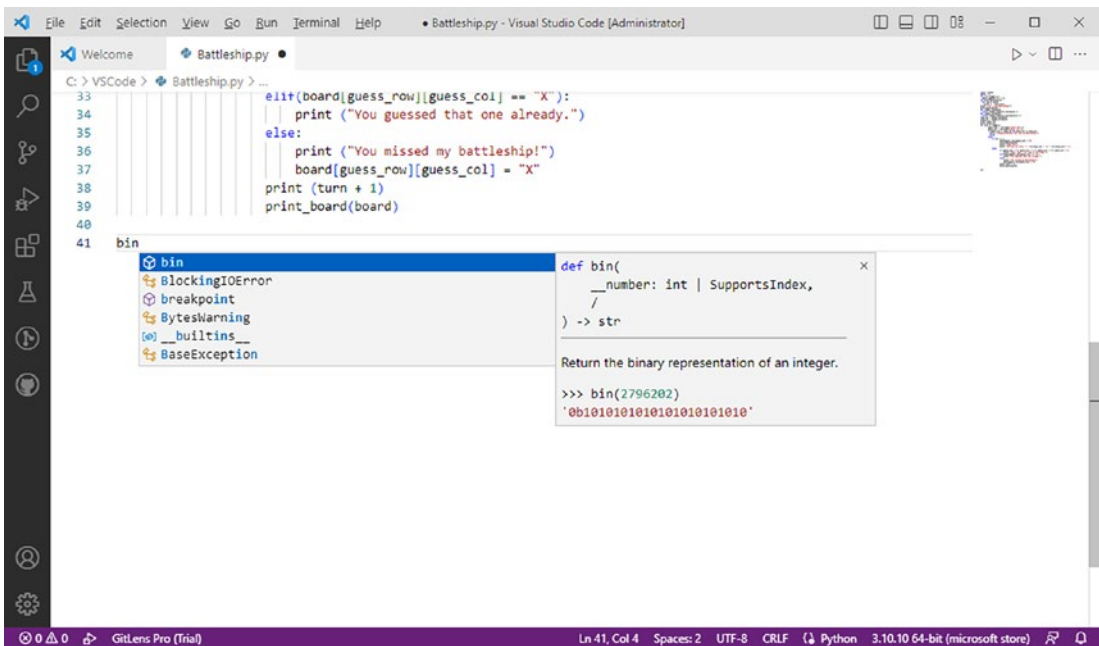 File Edit Selection View Go Run Terminal Help ● Battleship.py - Visual Studio Code [Administrator]
Welcome Battleship.py ●
C: > VSCode > Battleship.py > ...
33 elif(board[guess_row][guess_col] == "X"):
34 print ("You guessed that one already.")
35 else:
36 print ("You missed my battleship!")
37 board[guess_row][guess_col] = "X"
38 print (turn + 1)
39 print_board(board)
40
41 bin
bin
BlockingIOError
breakpoint
BytesWarning
__builtins__
BaseException
def bin(
__number: int | SupportsIndex,
/
) -> str
Return the binary representation of an integer.
>>> bin(2796202)
'0b1010101010101010101010'
1
0 0 GitLens Pro (Trial) Ln 41, Col 4 Spaces: 2 UTF-8 CRLF Python 3.10.10 64-bit (microsoft store)